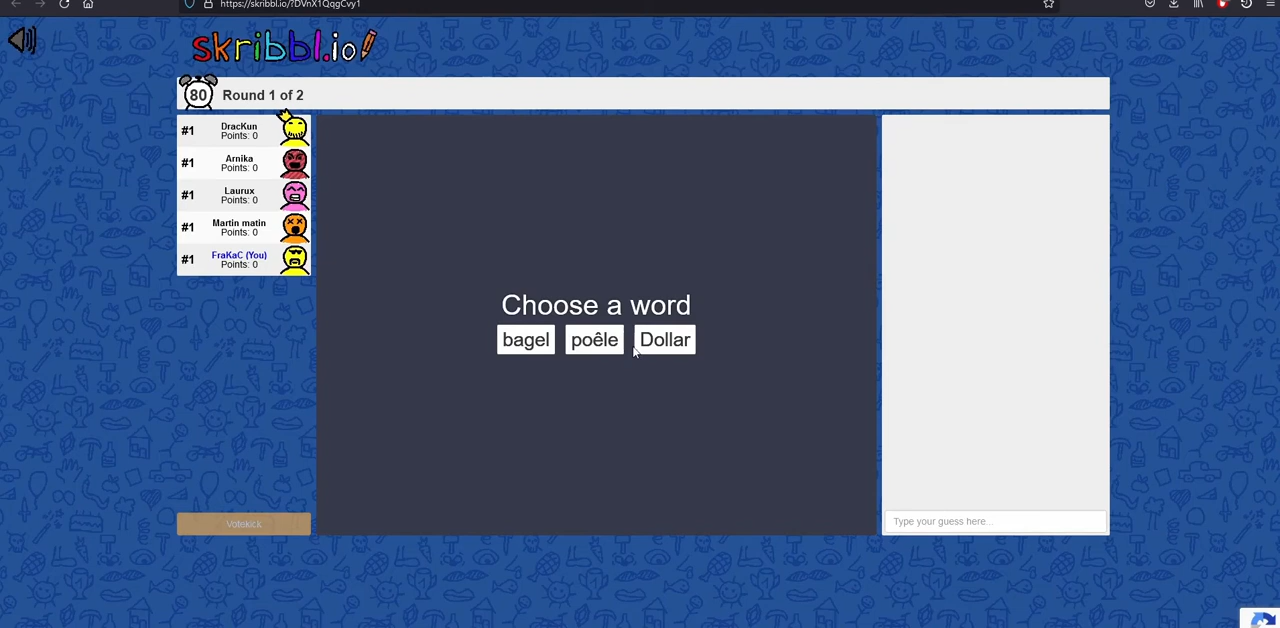 https://skribbl.io/?DVnX1QqgCvy1
skribbl.io
80 Round 1 of 2
#1 DracKun
Points: 0
#1 Arnika
Points: 0
#1 Laurux
Points: 0
#1 Martin matin
Points: 0
#1 FraKaC (You)
Points: 0
Choose a word
bagel poêle Dollar
Votekick
Type your guess here...